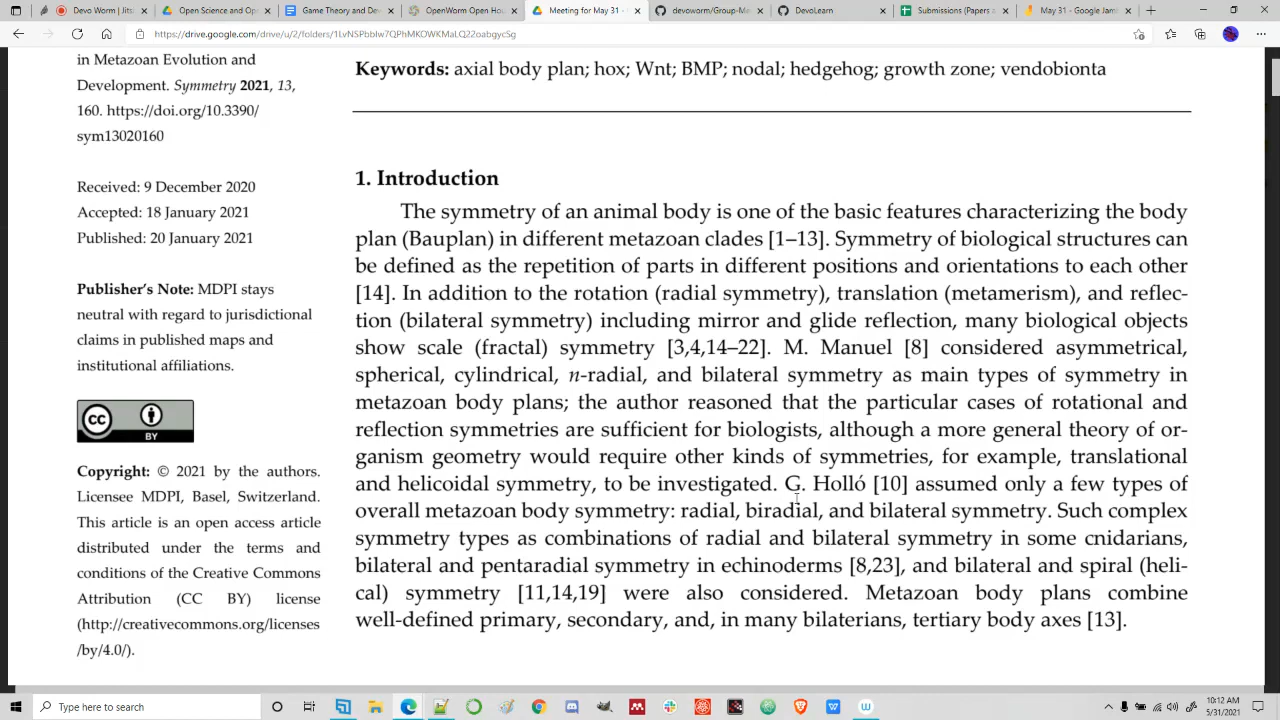 Meeting for May 31 -
devoworm/Group-Me
DevoLearn
Submissions (Papers
May 31 - Google
https://drive.google.com/drive/u/2/folders/
in Metazoan Evolution and
Development. Symmetry 2021, 13,
160. https://doi.org/10.3390/
sym13020160
Received: 9 December 2020
Accepted: 18 January 2021
Published: 20 January 2021
Publisher's Note: MDPI stays
neutral with regard to jurisdictional
claims in published maps and
institutional affiliations.
cc
BY
Copyright: © 2021 by the authors.
Licensee MDPI, Basel, Switzerland.
This article is an open access article
distributed under the terms and
conditions of the Creative Commons
Attribution (CC BY) license
(http://creativecommons.org/licenses
/by/4.0/).
Keywords: axial body plan; hox; Wnt; BMP; nodal; hedgehog; growth zone; vendobionta
1. Introduction
The symmetry of an animal body is one of the basic features characterizing the body
plan (Bauplan) in different metazoan clades [1–13]. Symmetry of biological structures can
be defined as the repetition of parts in different positions and orientations to each other
[14]. In addition to the rotation (radial symmetry), translation (metamerism), and reflec-
tion (bilateral symmetry) including mirror and glide reflection, many biological objects
show scale (fractal) symmetry [3,4,14–22]. M. Manuel [8] considered asymmetrical,
spherical, cylindrical, n-radial, and bilateral symmetry as main types of symmetry in
metazoan body plans; the author reasoned that the particular cases of rotational and
reflection symmetries are sufficient for biologists, although a more general theory of or-
ganism geometry would require other kinds of symmetries, for example, translational
and helicoidal symmetry, to be investigated. G. Holló [10] assumed only a few types of
overall metazoan body symmetry: radial, biradial, and bilateral symmetry. Such complex
symmetry types as combinations of radial and bilateral symmetry in some cnidarians,
bilateral and pentaradial symmetry in echinoderms [8,23], and bilateral and spiral (heli-
cal) symmetry [11,14,19] were also considered. Metazoan body plans combine
well-defined primary, secondary, and, in many bilaterians, tertiary body axes [13].
Type here to search
10:12 AM
5/31/2021